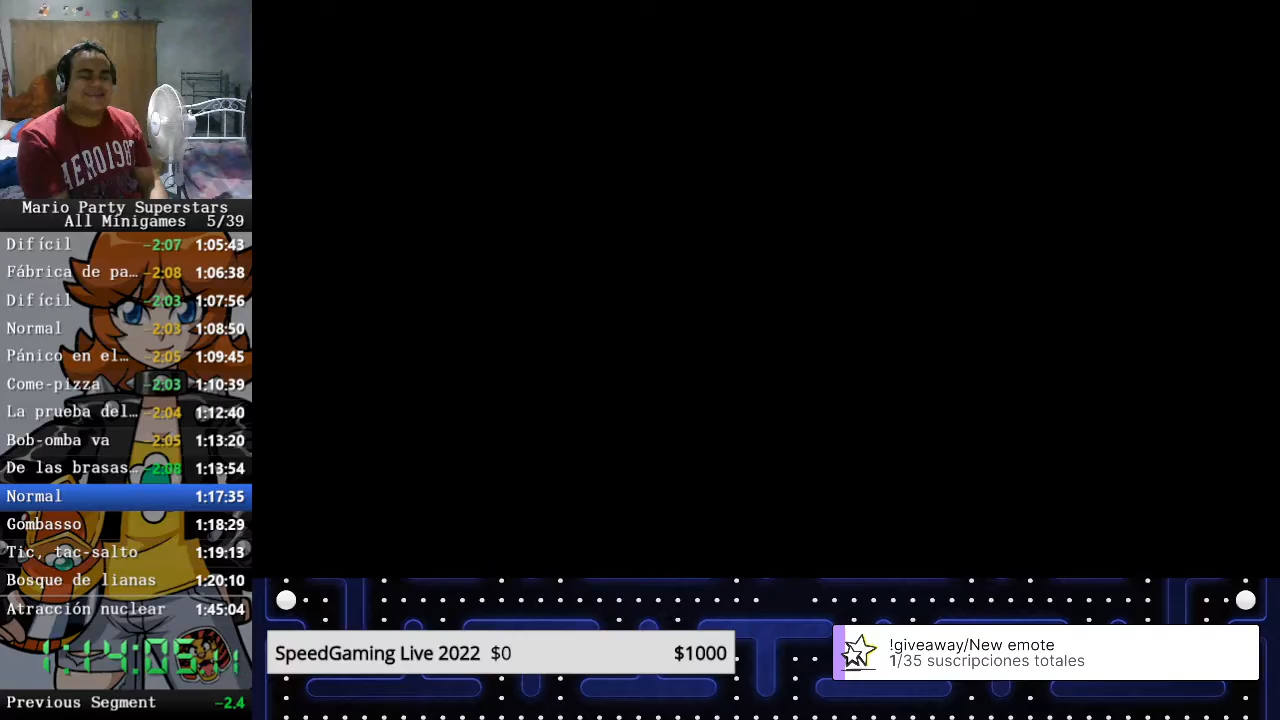 AERO1987
Mario Party Superstars
All Minigames 5/39
Difícil -2:07 1:05:43
Fábrica de pa... -2:08 1:06:38
Difícil -2:03 1:07:56
Normal -2:03 1:08:50
Pánico en el... -2:05 1:09:45
Come-pizza -2:03 1:10:39
La prueba del... -2:04 1:12:40
Bob-omba va -2:05 1:13:20
De las brasas... -2:08 1:13:54
Normal 1:17:35
Gombasso 1:18:29
Tic, tac-salto 1:19:13
Bosque de lianas 1:20:10
Atracción nuclear 1:45:04
Previous Segment -2.4
SpeedGaming Live 2022 $0 $1000
!giveaway/New emote
1/35 suscripciones totales